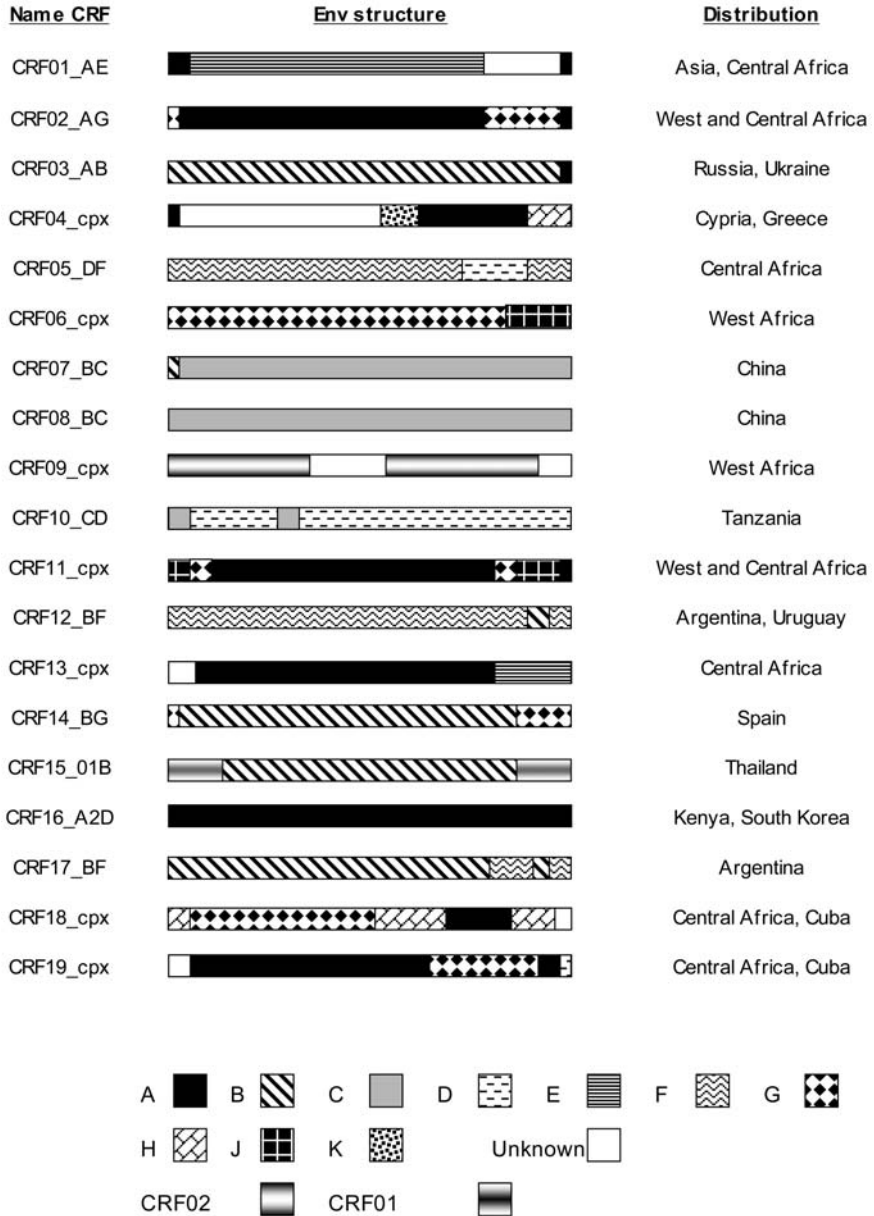 Name CRF Env structure Distribution
CRF01_AE Asia, Central Africa
CRF02_AG West and Central Africa
CRF03_AB Russia, Ukraine
CRF04_cpx Cypria, Greece
CRF05_DF Central Africa
CRF06_cpx West Africa
CRF07_BC China
CRF08_BC China
CRF09_cpx West Africa
CRF10_CD Tanzania
CRF11_cpx West and Central Africa
CRF12_BF Argentina, Uruguay
CRF13_cpx Central Africa
CRF14_BG Spain
CRF15_01B Thailand
CRF16_A2D Kenya, South Korea
CRF17_BF Argentina
CRF18_cpx Central Africa, Cuba
CRF19_cpx Central Africa, Cuba
A B C D E F G
H J K Unknown
CRF02 CRF01